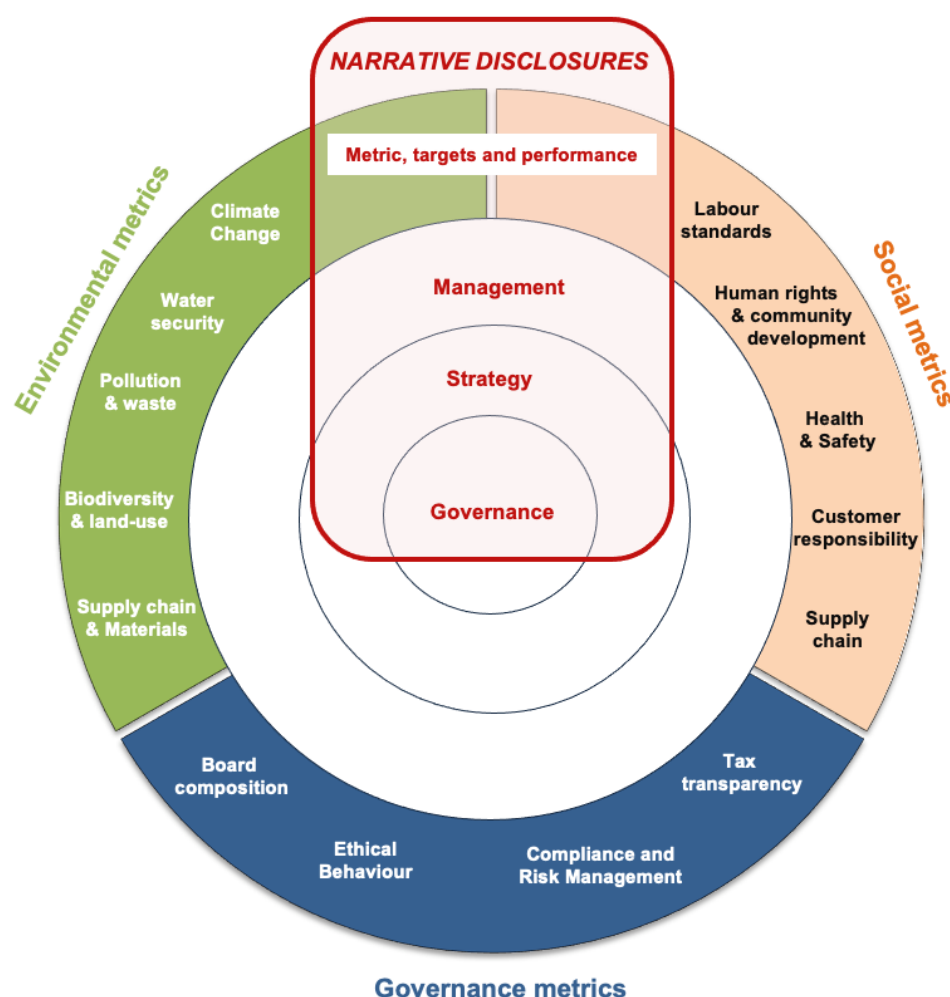 NARRATIVE DISCLOSURES
Metric, targets and performance
Management
Strategy
Governance
Environmental metrics
Climate
Change
Water
security
Pollution
& waste
Biodiversity
& land-use
Supply chain
& Materials
Social metrics
Labour
standards
Human rights
& community
development
Health
& Safety
Customer
responsibility
Supply
chain
Board
composition
Ethical
Behaviour
Compliance and
Risk Management
Tax
transparency
Governance metrics